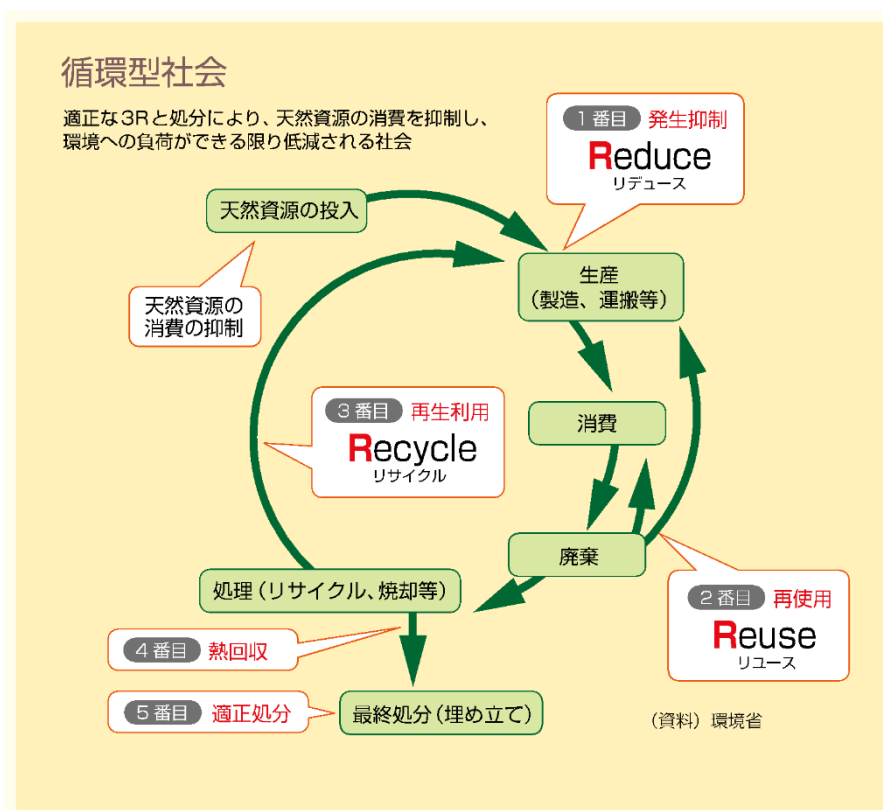 循環型社会
適正な3Rと処分により、天然資源の消費を抑制し、
環境への負荷ができる限り低減される社会
1番目 発生抑制
Reduce
リデュース
天然資源の投入
天然資源の
消費の抑制
生産
(製造、運搬等)
3番目 再生利用
Recycle
リサイクル
消費
廃棄
処理(リサイクル、焼却等)
2番目 再使用
Reuse
リユース
4番目 熱回収
5番目 適正処分
最終処分(埋め立て)
(資料)環境省